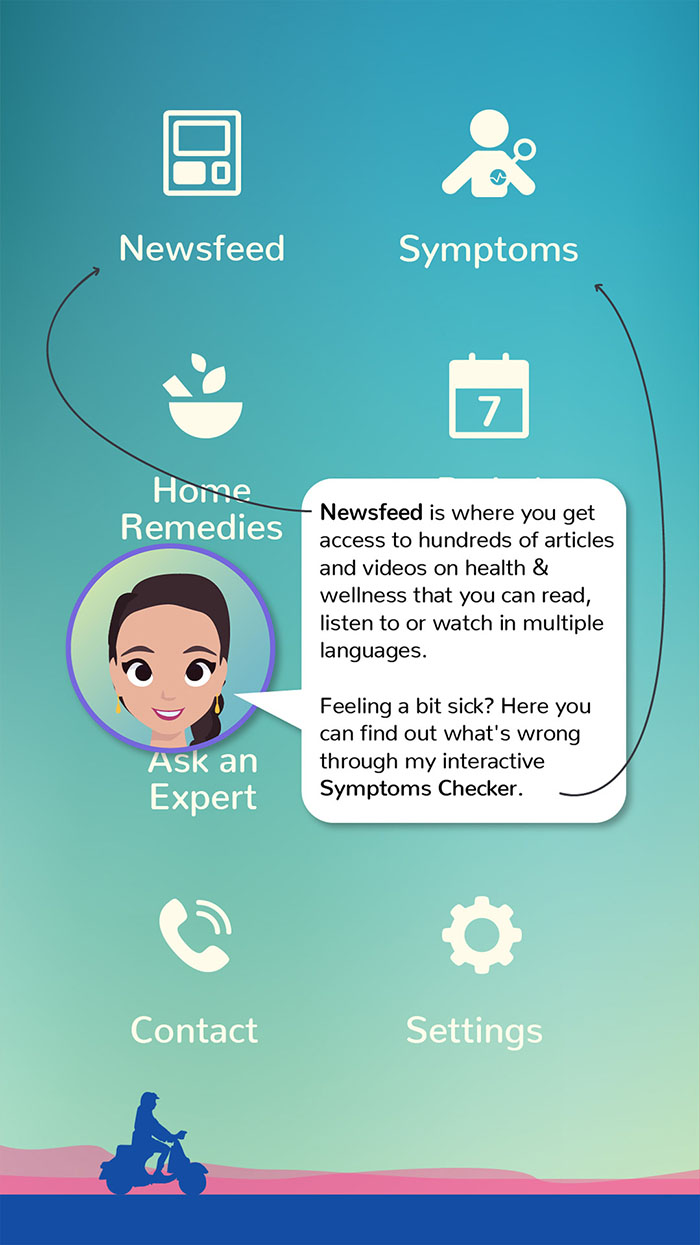 Newsfeed
Symptoms
7
Home
Remedies
Newsfeed is where you get
access to hundreds of articles
and videos on health &
wellness that you can read,
listen to or watch in multiple
languages.
Feeling a bit sick? Here you
can find out what's wrong
through my interactive
Symptoms Checker.
Ask an
Expert
Contact
Settings